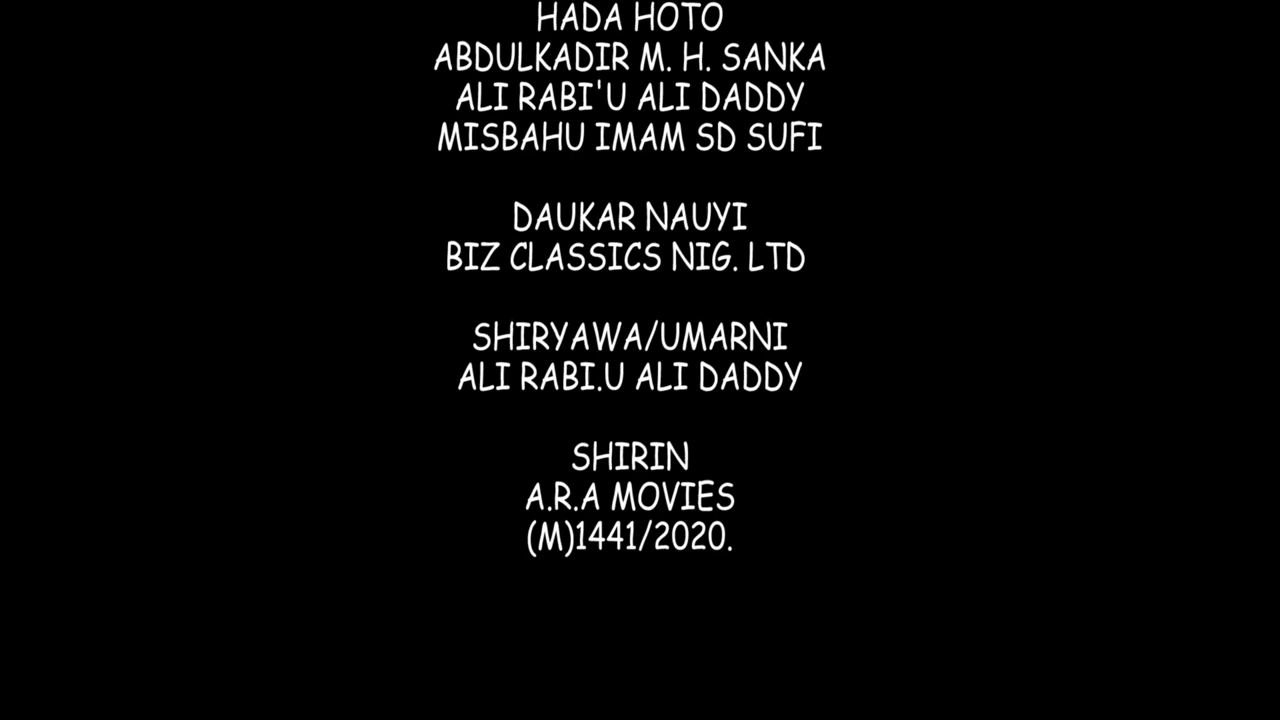 HADA HOTO
ABDULKADIR M. H. SANKA
ALI RABI'U ALI DADDY
MISBAHU IMAM SD SUFI
DAUKAR NAUYI
BIZ CLASSICS NIG. LTD
SHIRYAWA/UMARNI
ALI RABI.U ALI DADDY
SHIRIN
A.R.A MOVIES
(M)1441/2020.